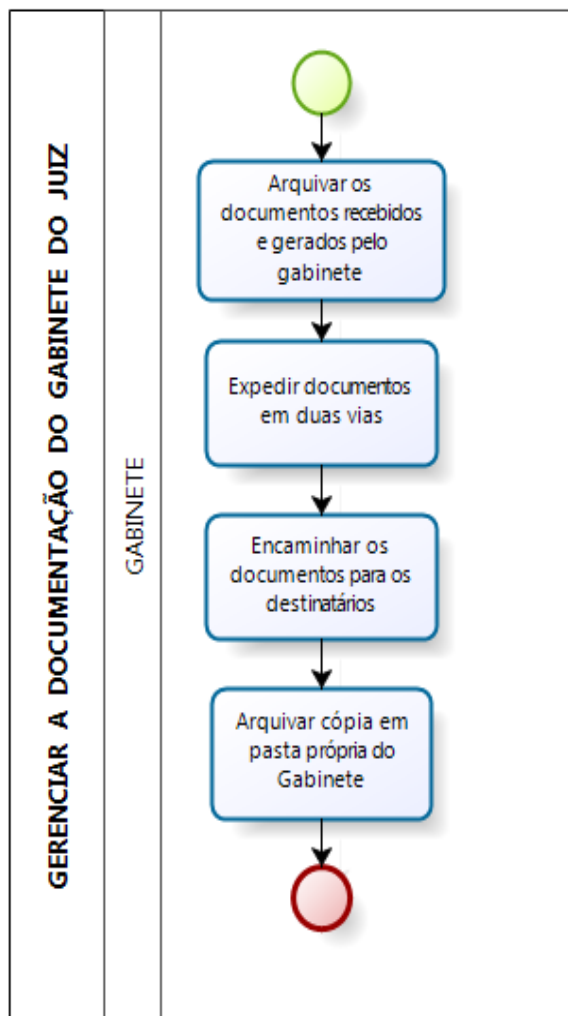 GERENCIAR A DOCUMENTAÇÃO DO GABINETE DO JUIZ
GABINETE
Arquivar os
documentos recebidos
e gerados pelo
gabinete
Expedir documentos
em duas vias
Encaminhar os
documentos para os
destinatários
Arquivar cópia em
pasta própria do
Gabinete